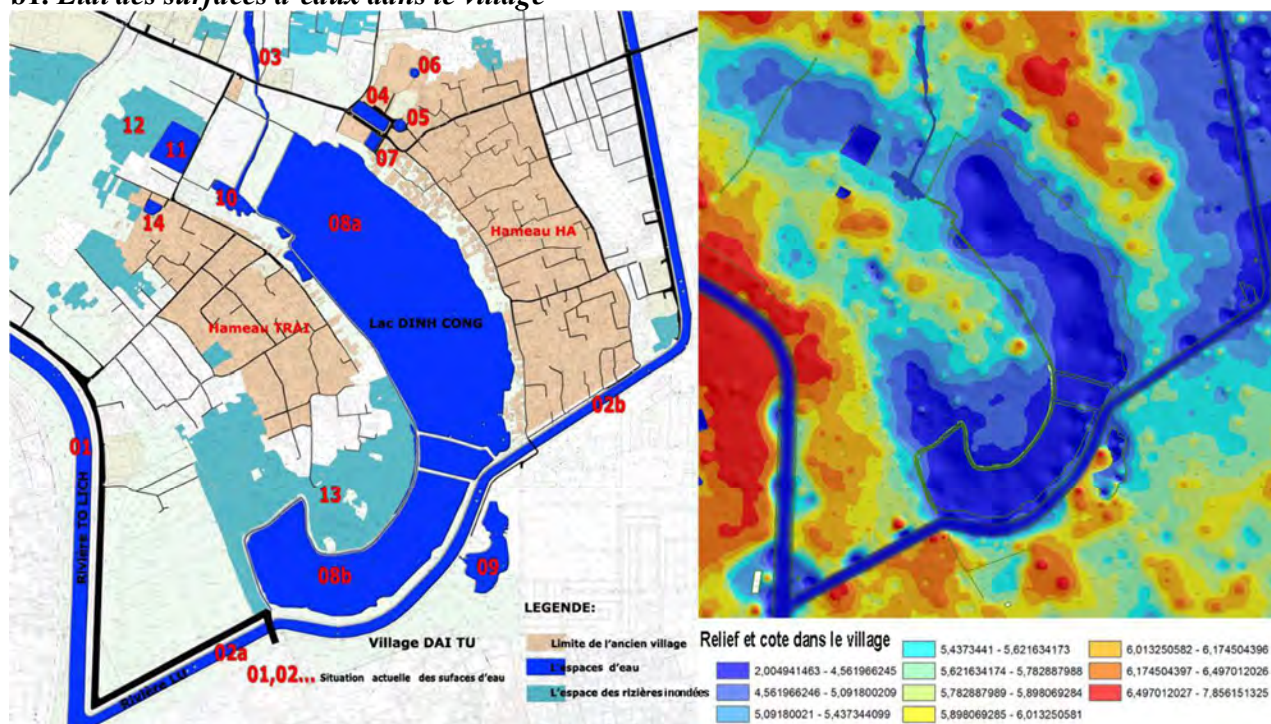 b1. Etat des surfaces d'eaux dans le village
03
06
04
05
12
11
07
10
08a
14
Hameau HA
Hameau TRAI
Lac DINH CONG
02b
01
Rivière TO LICH
13
08b
09
LEGENDE:
Village DAI TU
Limite de l'ancien village
02a
L'espaces d'eau
01,02... Situation actuelle des sufaces d'eau
L'espace des rizières inondées
Rivière LU
Relief et cote dans le village
2,004941463 - 4,561966245
4,561966246 - 5,091800209
5,09180021 - 5,437344099
5,4373441 - 5,621634173
5,621634174 - 5,782887988
5,782887989 - 5,898069284
5,898069285 - 6,013250581
6,013250582 - 6,174504396
6,174504397 - 6,497012026
6,497012027 - 7,856151325